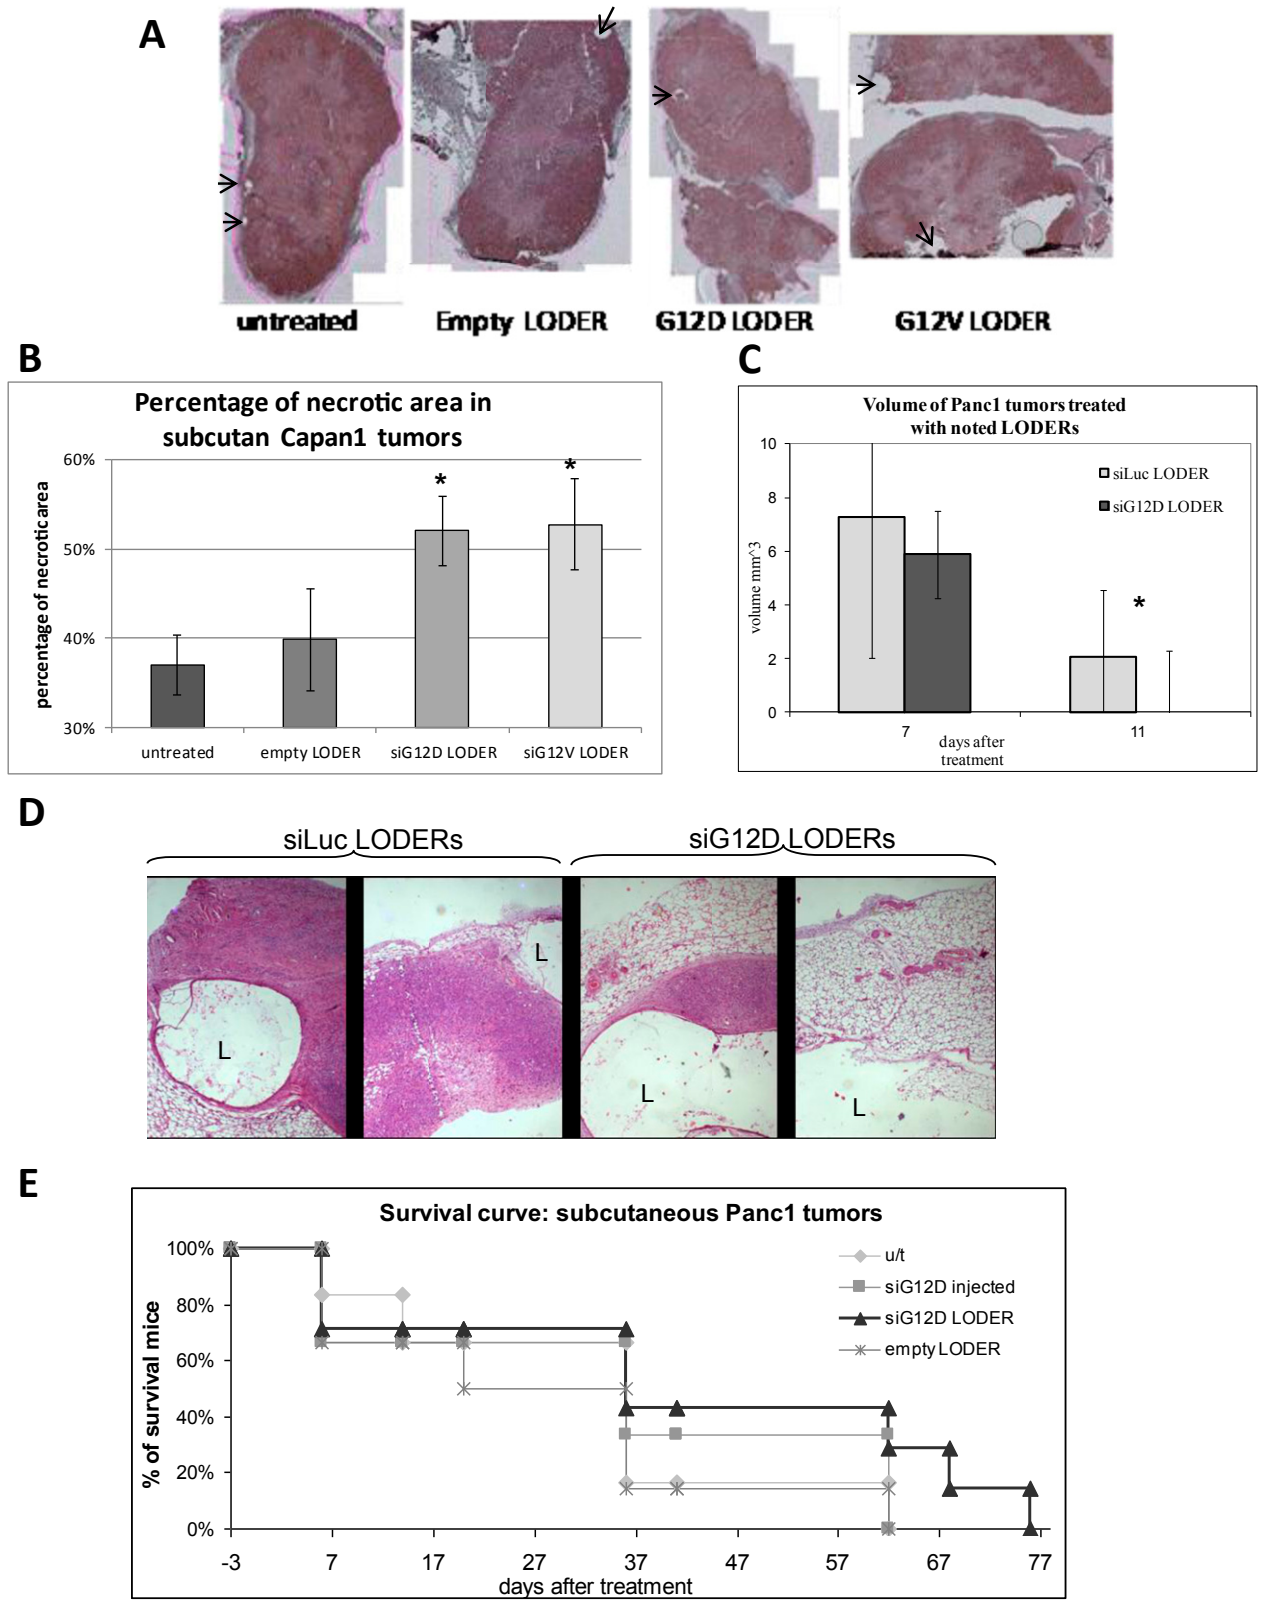 A
untreated
Empty LODER
G12D LODER
G12V LODER
B
Percentage of necrotic area in
subcutan Capan1 tumors
percentage of necrotic area
60%
*
*
50%
40%
30%
untreated
empty LODER
siG12D LODER
siG12V LODER
C
Volume of Panc1 tumors treated
with noted LODERs
volume mm^3
10
8
6
4
2
0
siLuc LODER
siG12D LODER
*
7
11
days after
treatment
D
siLuc LODERs
siG12D LODERs
L
L
L
L
E
Survival curve: subcutaneous Panc1 tumors
% of survival mice
100%
80%
60%
40%
20%
0%
u/t
siG12D injected
siG12D LODER
empty LODER
-3
7
17
27
37
47
57
67
77
days after treatment